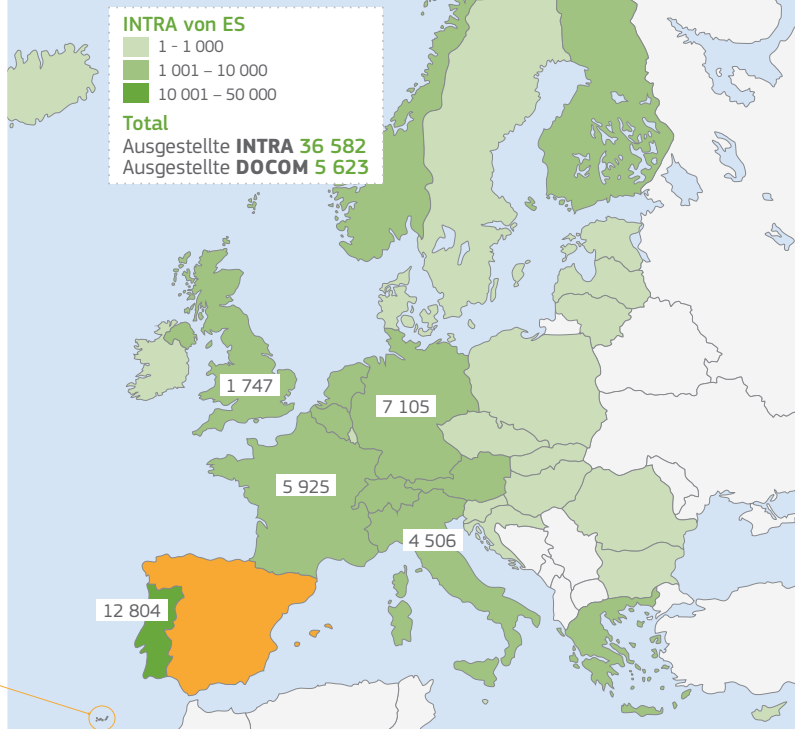 INTRA von ES
1 - 1 000
1 001 – 10 000
10 001 – 50 000
Total
Ausgestellte INTRA 36 582
Ausgestellte DOCOM 5 623
1 747
7 105
5 925
4 506
12 804